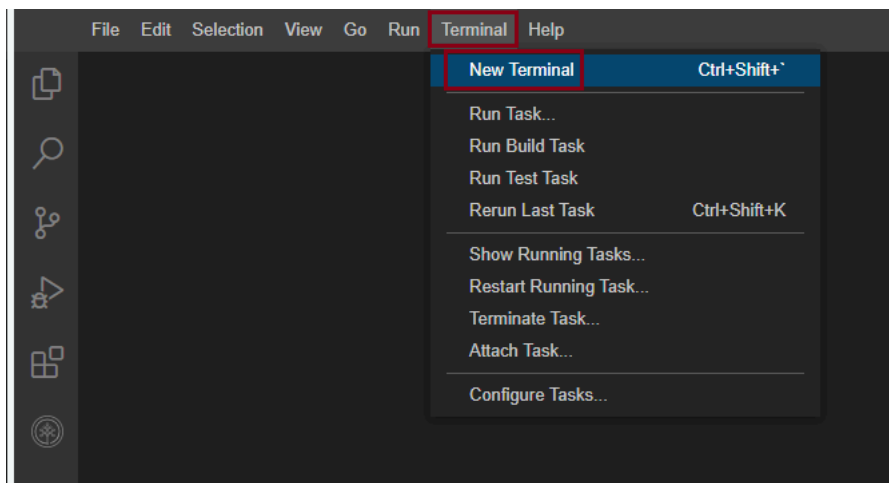 File Edit Selection View Go Run Terminal Help
New Terminal Ctrl+Shift+`
Run Task...
Run Build Task
Run Test Task
Rerun Last Task Ctrl+Shift+K
Show Running Tasks...
Restart Running Task...
Terminate Task...
Attach Task...
Configure Tasks...